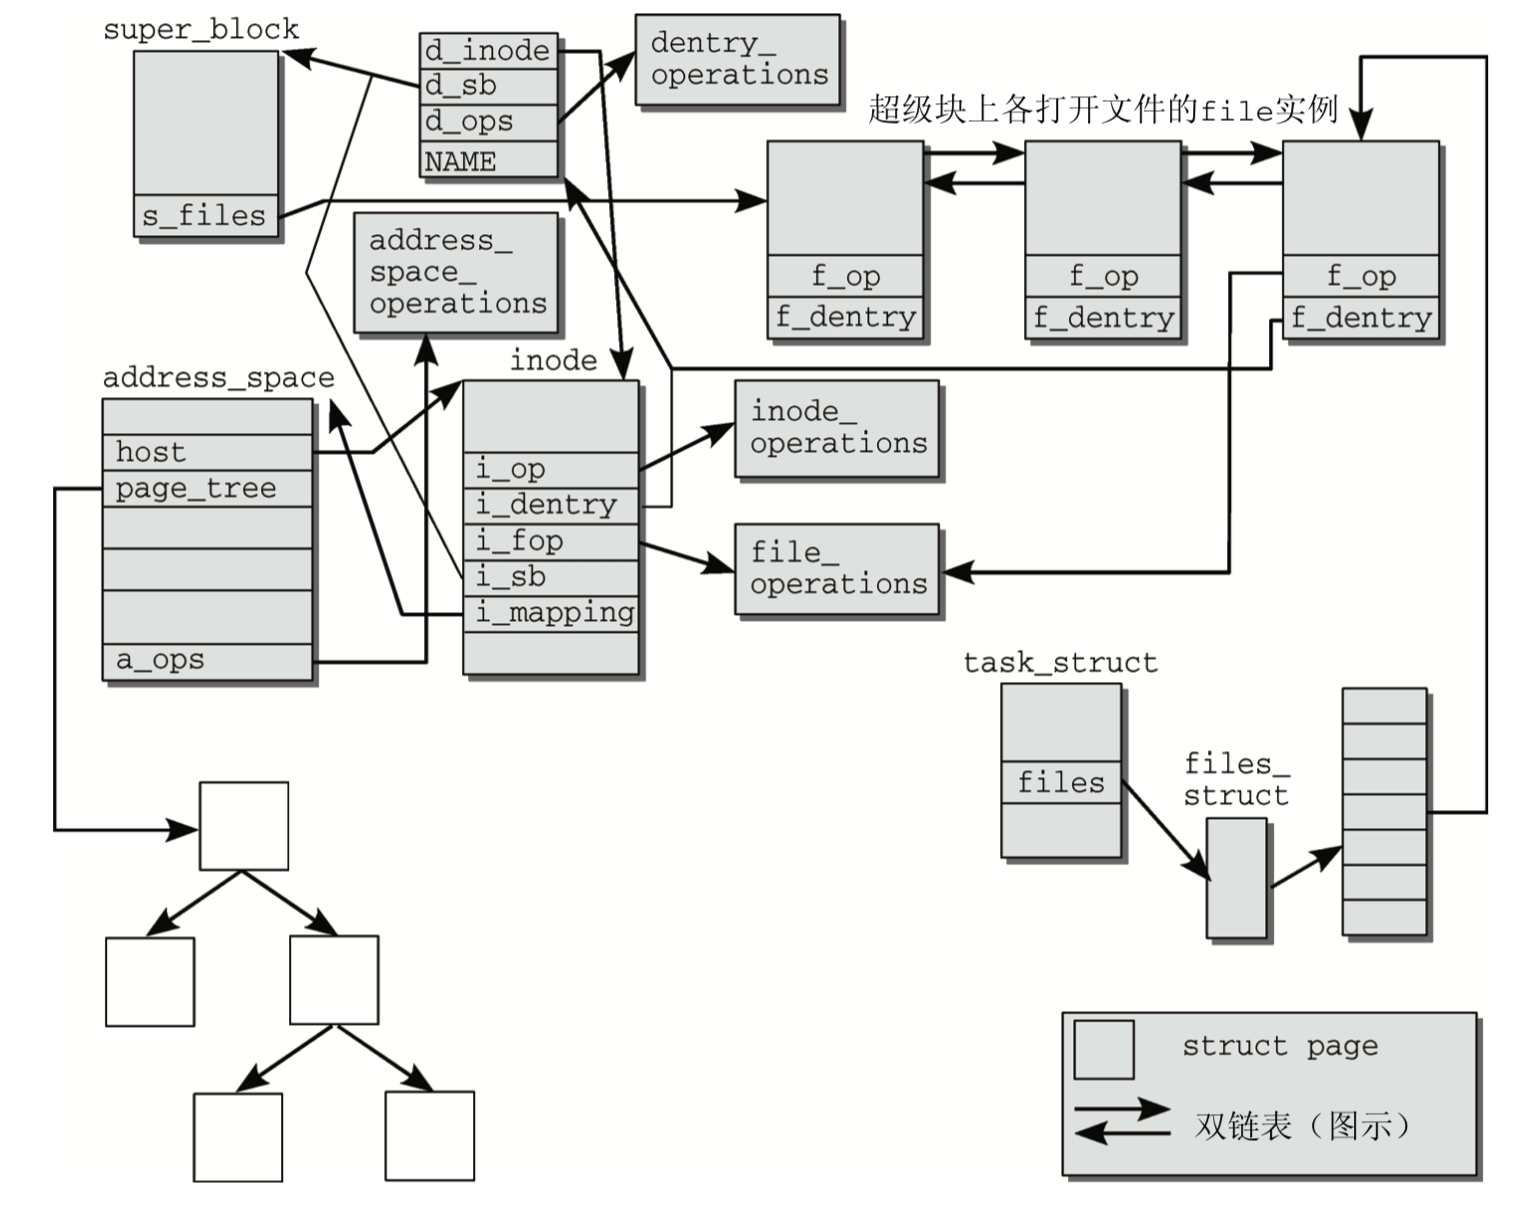 super_block
s_files
d_inode
d_sb
d_ops
NAME
dentry_
operations
超级块上各打开文件的file实例
f_op
f_dentry
f_op
f_dentry
f_op
f_dentry
address_
space_
operations
address_space
host
page_tree
a_ops
inode
i_op
i_dentry
i_fop
i_sb
i_mapping
inode_
operations
file_
operations
task_struct
files
files_
struct
struct page
双链表（图示）